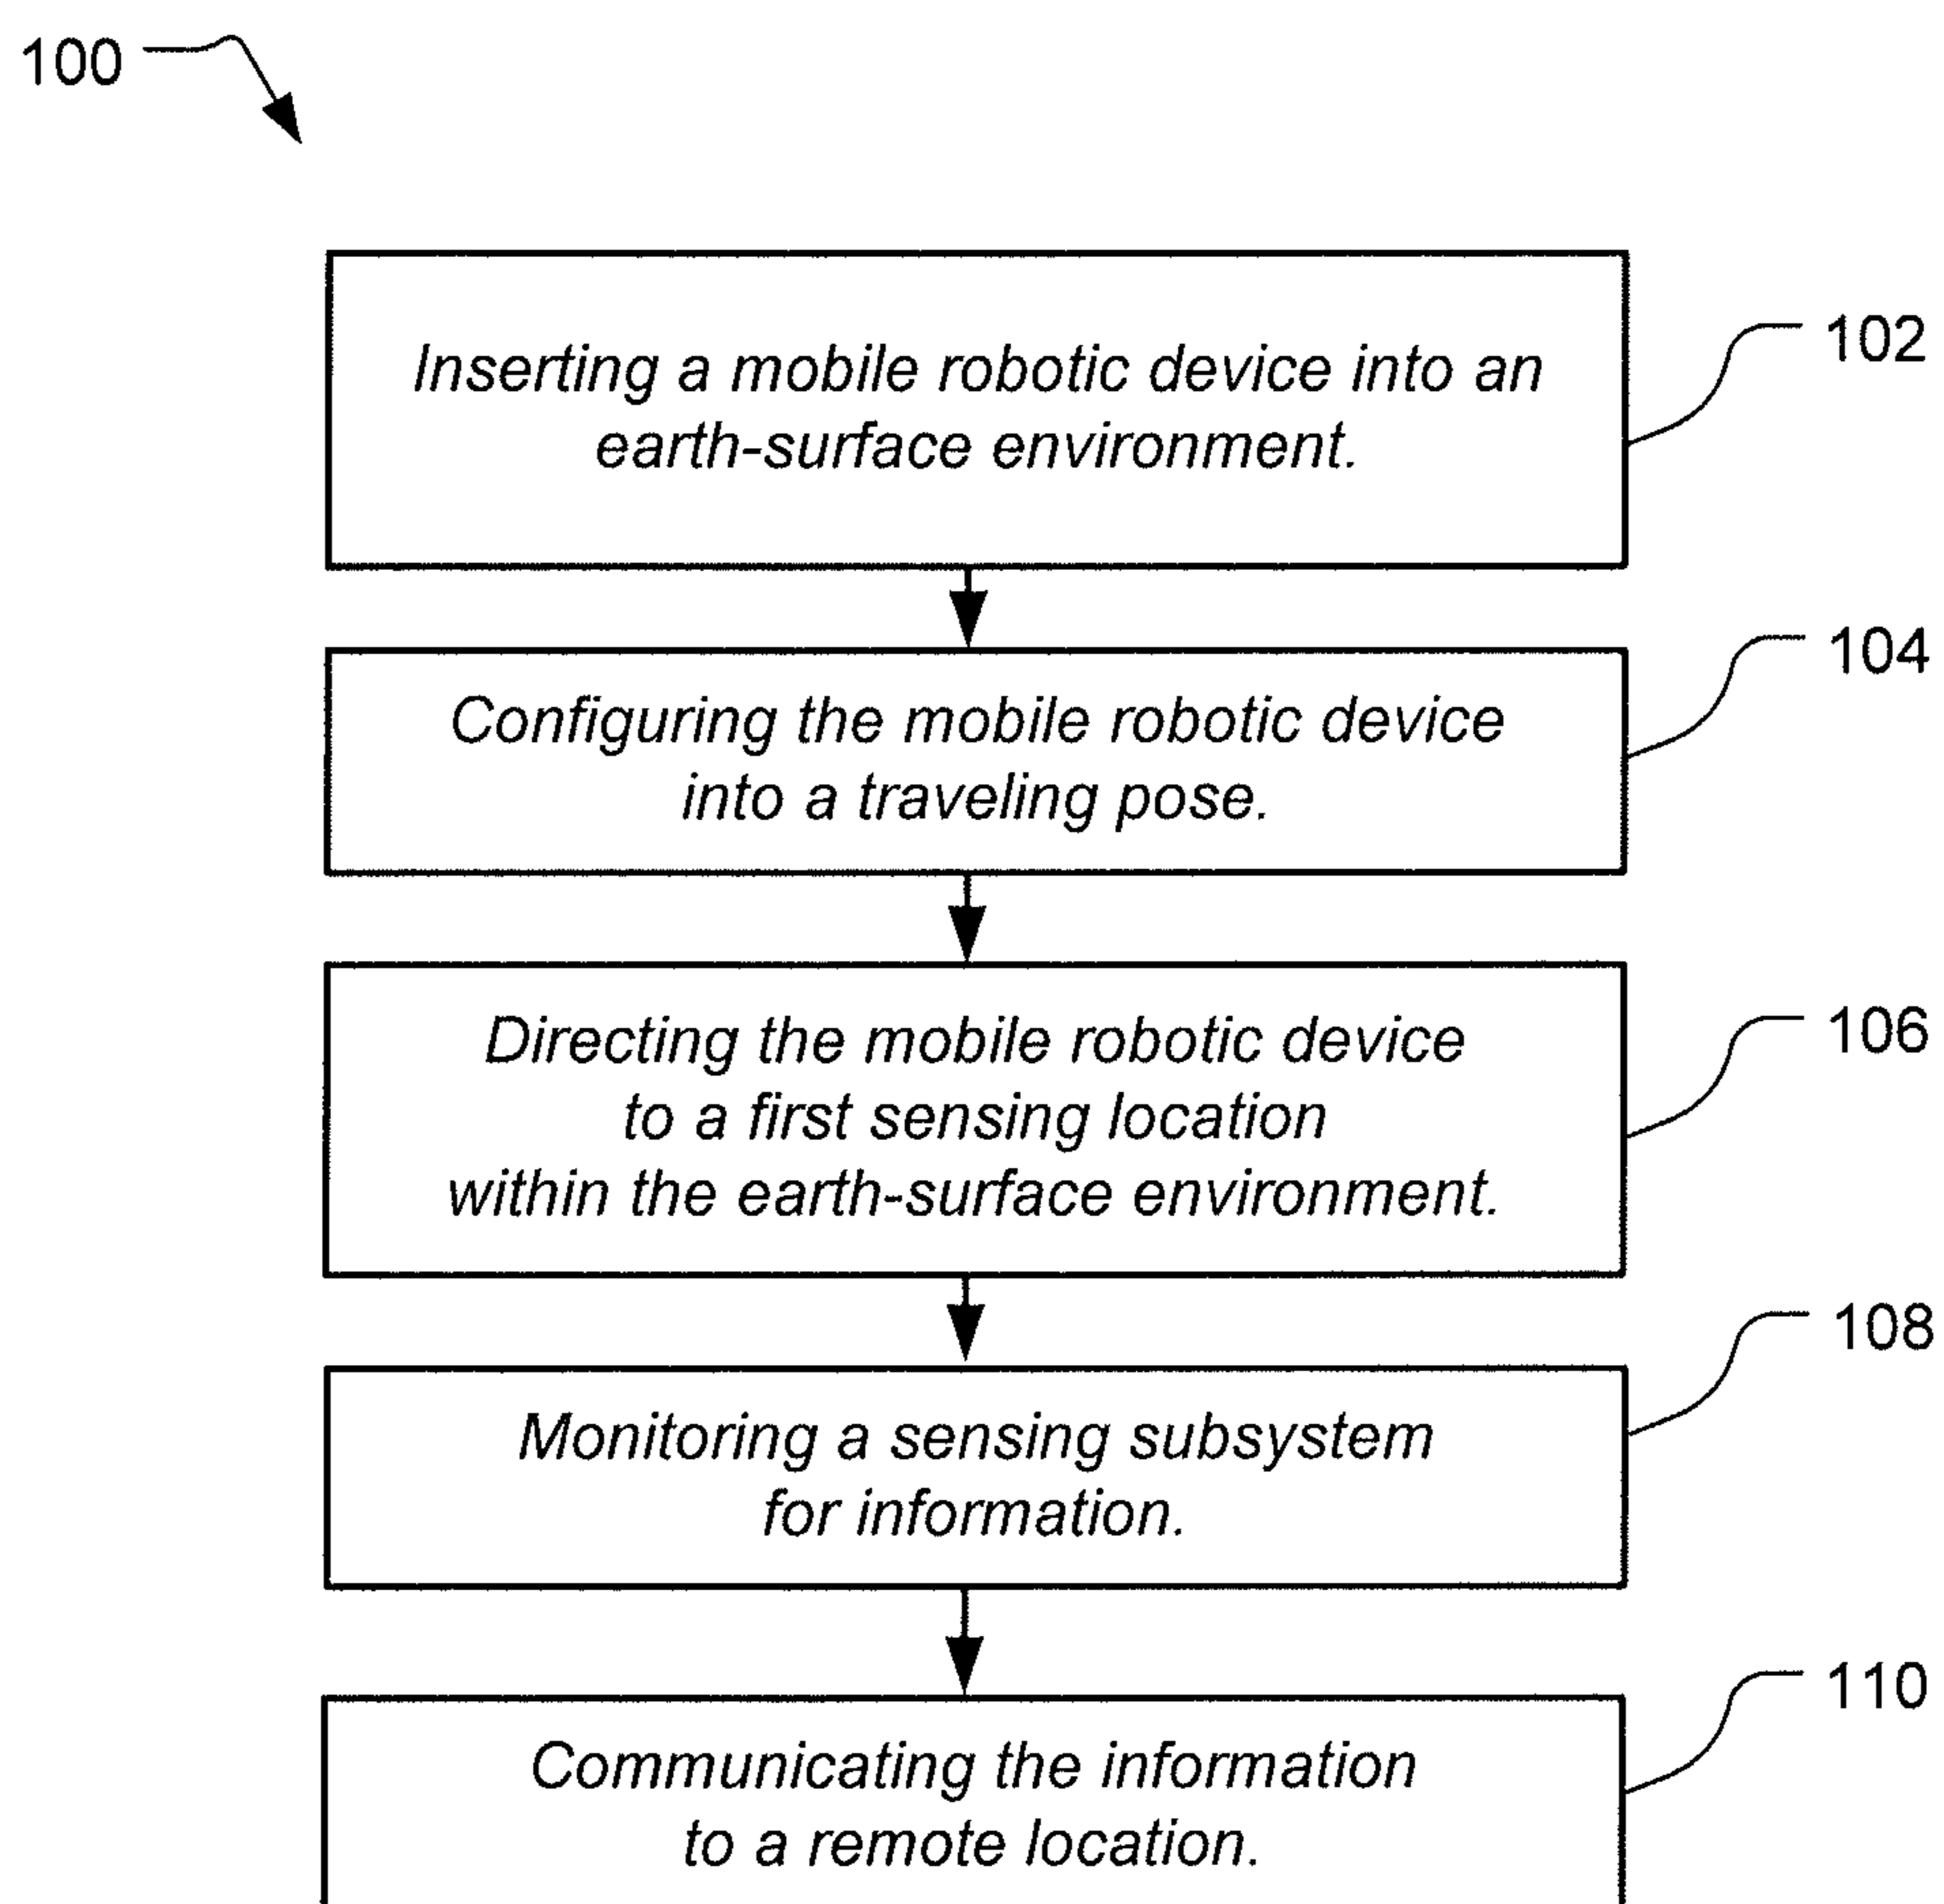 100
Inserting a mobile robotic device into an
earth-surface environment.
102
Configuring the mobile robotic device
into a traveling pose.
104
Directing the mobile robotic device
to a first sensing location
within the earth-surface environment.
106
Monitoring a sensing subsystem
for information.
108
Communicating the information
to a remote location.
110